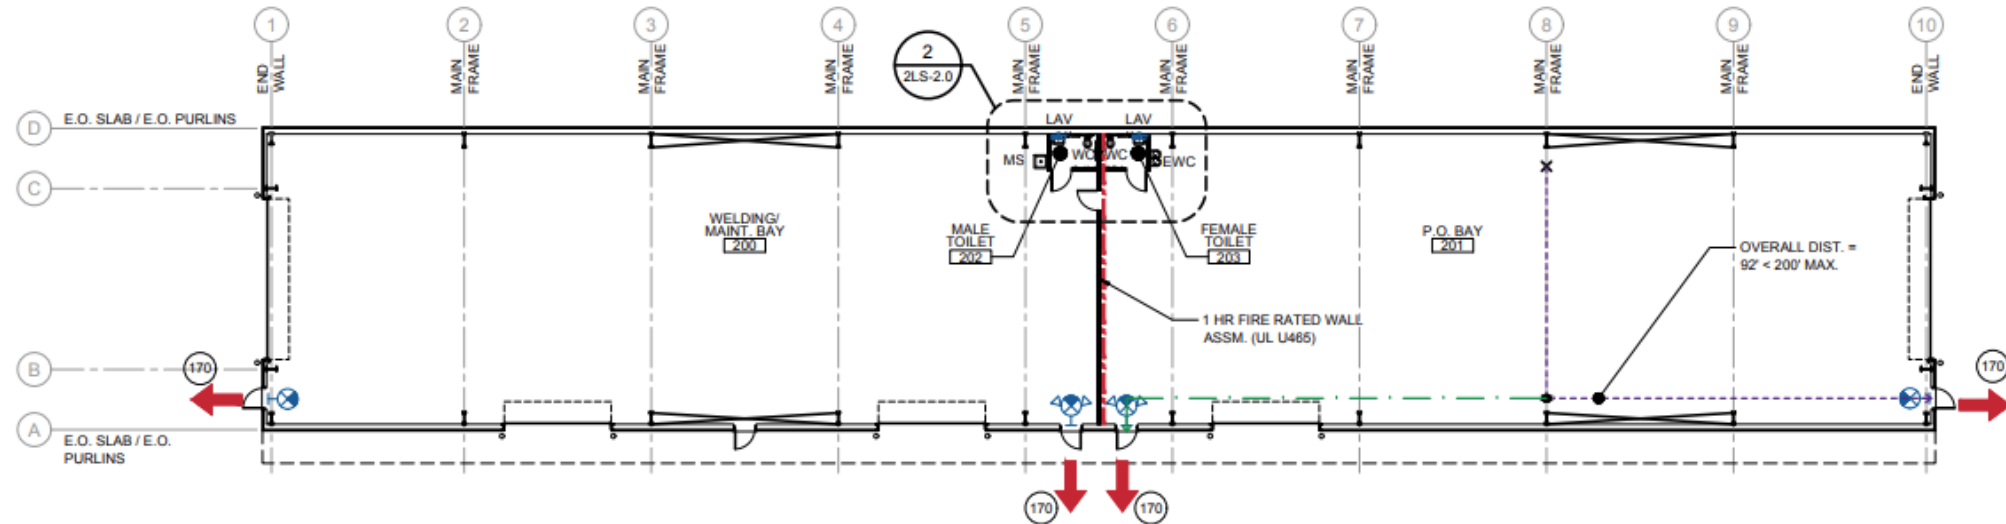 1
2
3
4
5
6
7
8
9
10
END
WALL
MAIN
FRAME
MAIN
FRAME
MAIN
FRAME
MAIN
FRAME
MAIN
FRAME
MAIN
FRAME
MAIN
FRAME
MAIN
FRAME
END
WALL
2
2LS-2.0
D
E.O. SLAB / E.O. PURLINS
LAV
LAV
MS
WC
WC
EWC
C
WELDING/
MAINT. BAY
200
MALE
TOILET
202
FEMALE
TOILET
203
P.O. BAY
201
OVERALL DIST. =
92' < 200' MAX.
1 HR FIRE RATED WALL
ASSM. (UL U465)
B
170
170
A
E.O. SLAB / E.O.
PURLINS
170
170